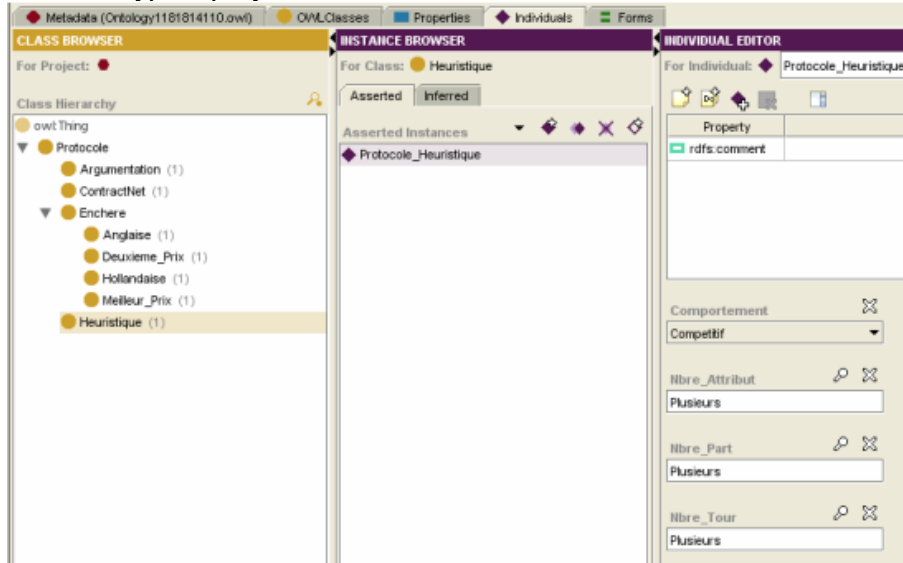 Metadata (Ontology1181814110.owl)
OWLClasses
Properties
Individuals
Forms
CLASS BROWSER
For Project:
Class Hierarchy
owl:Thing
Protocole
Argumentation (1)
ContractNet (1)
Enchere
Anglaise (1)
Deuxieme_Prix (1)
Hollandaise (1)
Meilleur_Prix (1)
Heuristique (1)
INSTANCE BROWSER
For Class: Heuristique
Asserted
Inferred
Asserted Instances
Protocole_Heuristique
INDIVIDUAL EDITOR
For Individual: Protocole_Heuristique
Property
rdfs:comment
Comportement
Competitif
Nbre_Attribut
Plusieurs
Nbre_Part
Plusieurs
Nbre_Tour
Plusieurs